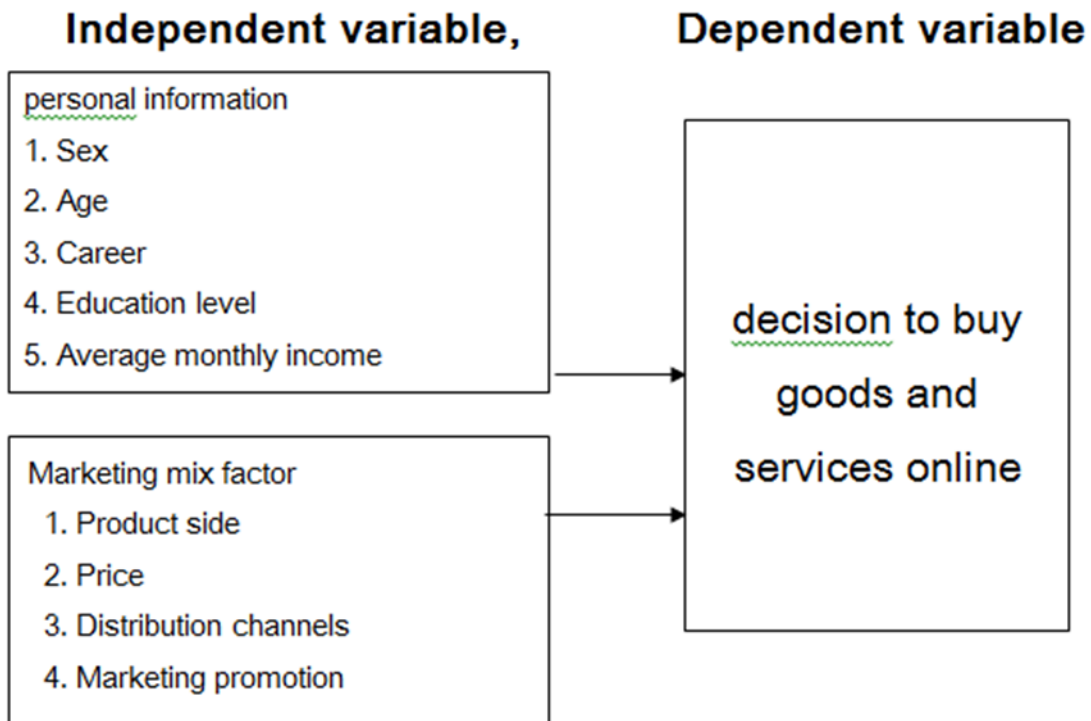 Independent variable,
Dependent variable
personal information
1. Sex
2. Age
3. Career
4. Education level
5. Average monthly income
Marketing mix factor
1. Product side
2. Price
3. Distribution channels
4. Marketing promotion
decision to buy
goods and
services online